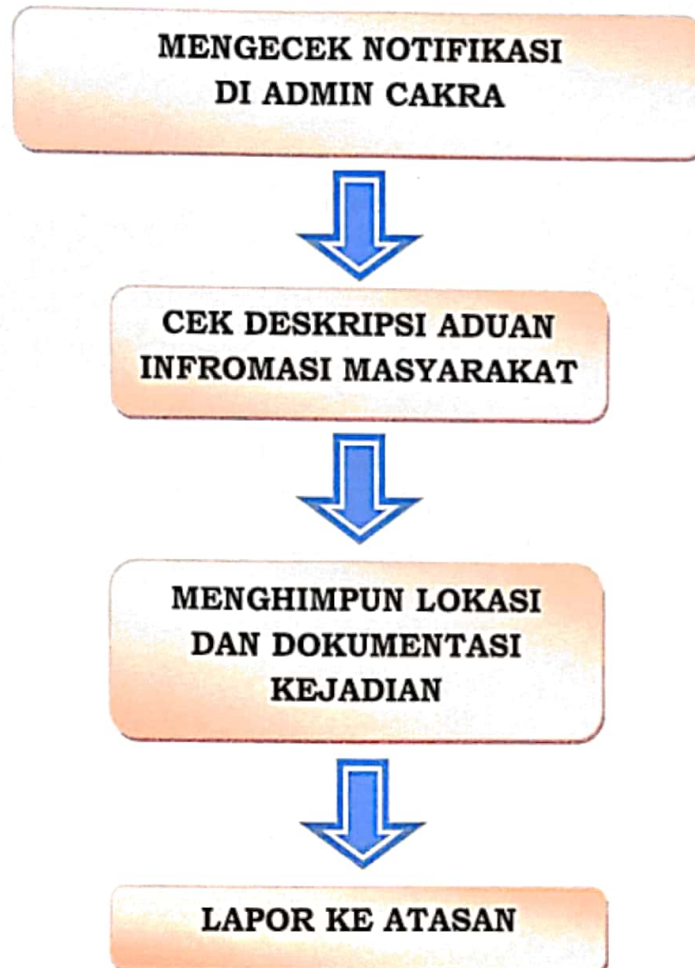 MENGECEK NOTIFIKASI
DI ADMIN CAKRA
CEK DESKRIPSI ADUAN
INFROMASI MASYARAKAT
MENGHIMPUN LOKASI
DAN DOKUMENTASI
KEJADIAN
LAPOR KE ATASAN